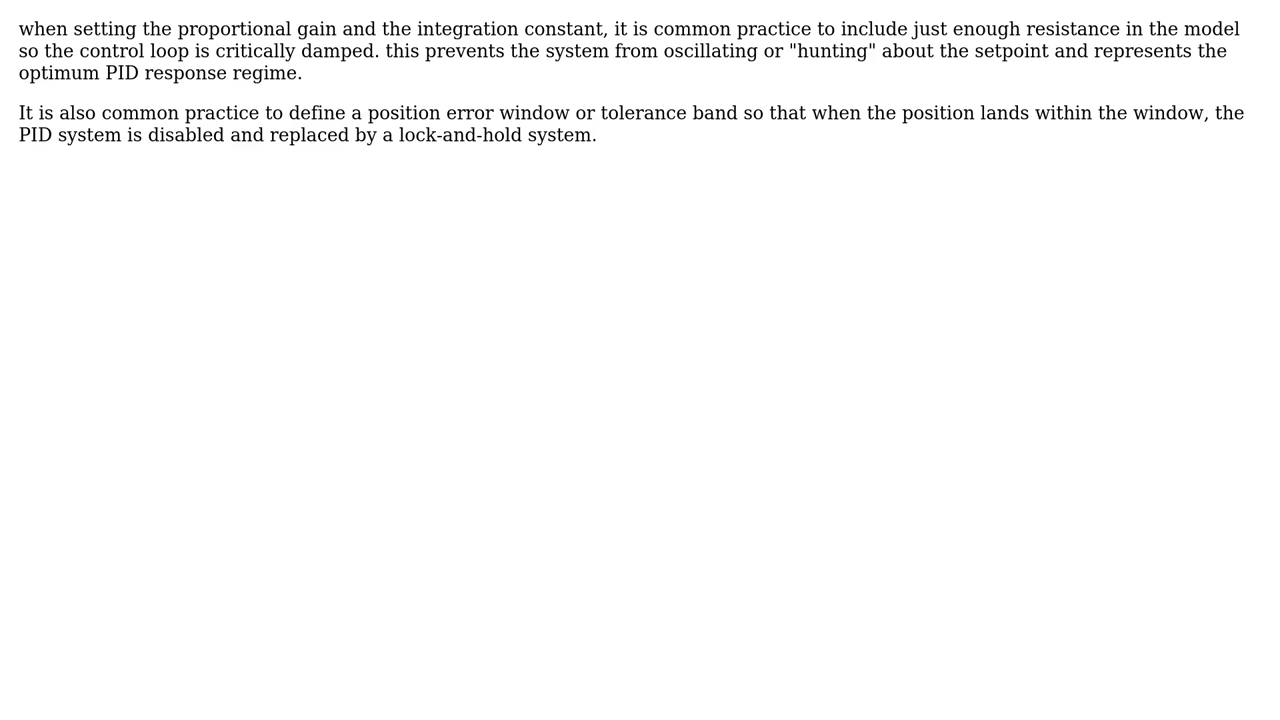 when setting the proportional gain and the integration constant, it is common practice to include just enough resistance in the model
so the control loop is critically damped. this prevents the system from oscillating or "hunting" about the setpoint and represents the
optimum PID response regime.
It is also common practice to define a position error window or tolerance band so that when the position lands within the window, the
PID system is disabled and replaced by a lock-and-hold system.